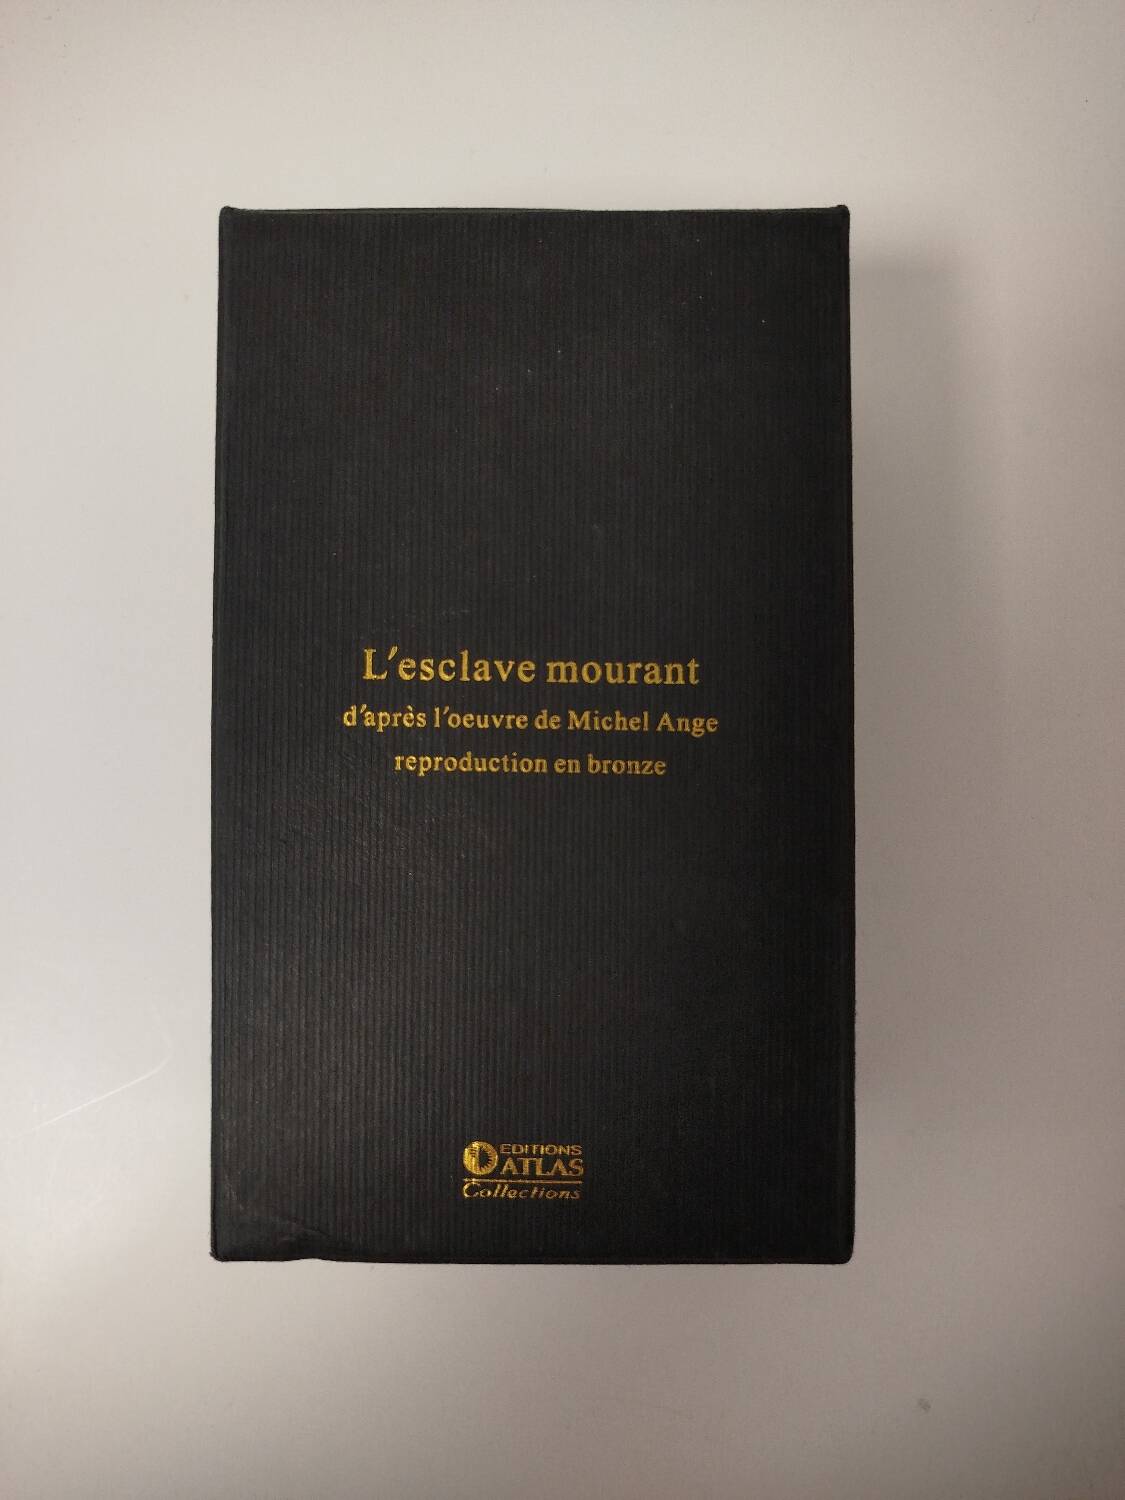 L'esclave mourant
d'après l'oeuvre de Michel Ange
reproduction en bronze
EDITIONS
ATLAS
Collections